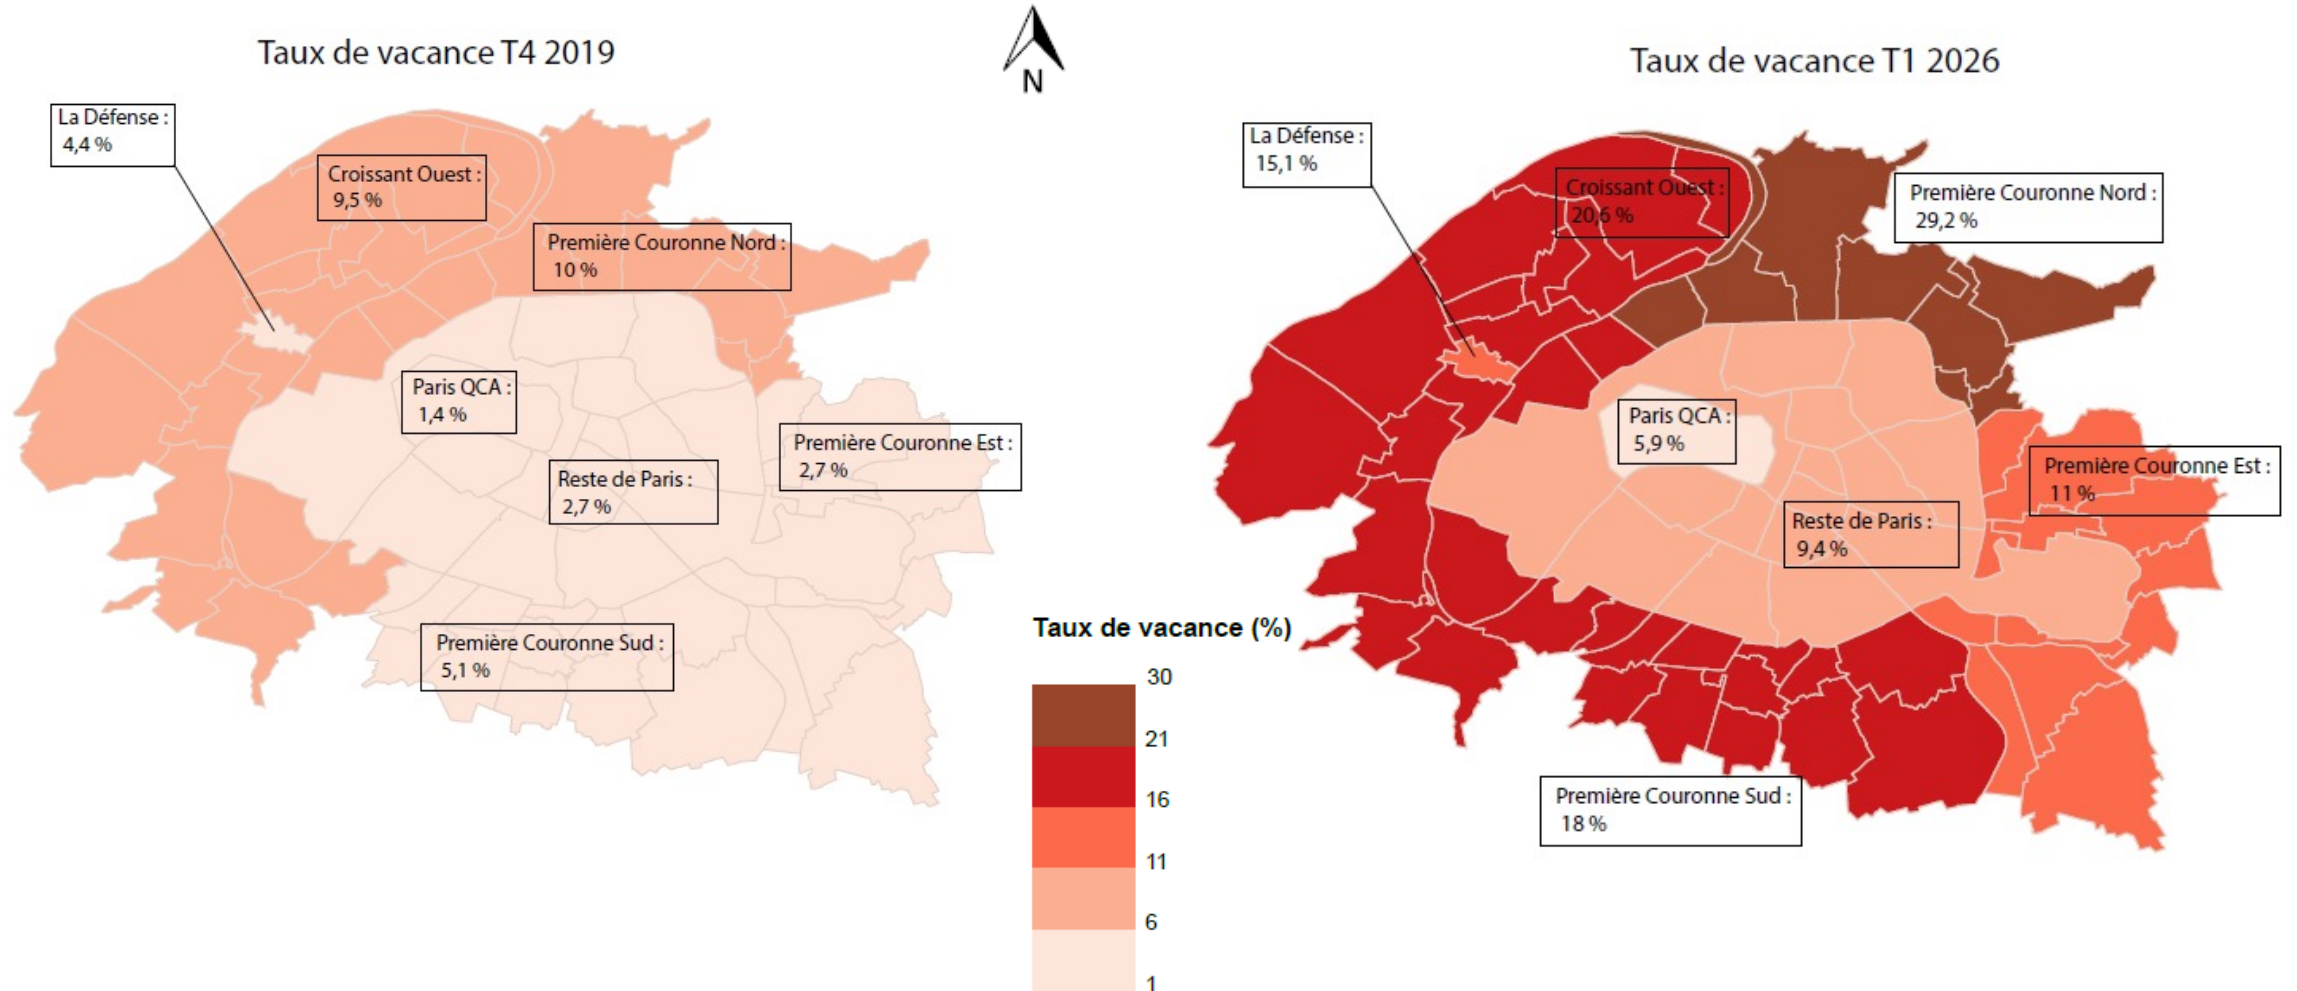 Taux de vacance T4 2019
La Défense :
4,4 %
Croissant Ouest :
9,5 %
Première Couronne Nord :
10 %
Paris QCA :
1,4 %
Première Couronne Est :
2,7 %
Reste de Paris :
2,7 %
Première Couronne Sud :
5,1 %
N
Taux de vacance T1 2026
La Défense :
15,1 %
Croissant Ouest :
20,6 %
Première Couronne Nord :
29,2 %
Paris QCA :
5,9 %
Première Couronne Est :
11 %
Reste de Paris :
9,4 %
Première Couronne Sud :
18 %
Taux de vacance (%)
30
21
16
11
6
1